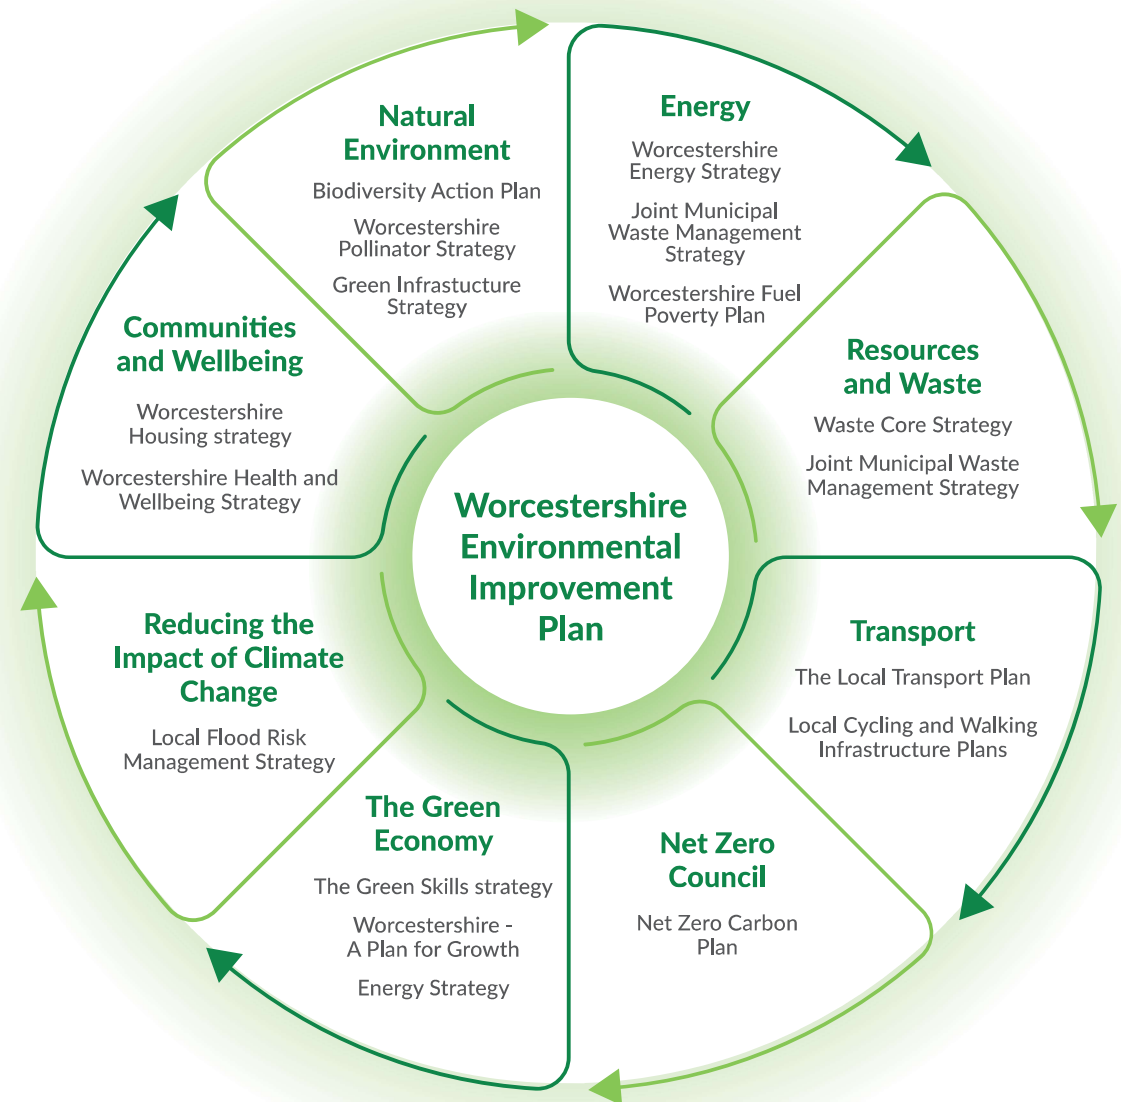 Natural
Environment
Biodiversity Action Plan
Worcestershire
Pollinator Strategy
Green Infrastucture
Strategy
Energy
Worcestershire
Energy Strategy
Joint Municipal
Waste Management
Strategy
Worcestershire Fuel
Poverty Plan
Resources
and Waste
Waste Core Strategy
Joint Municipal Waste
Management Strategy
Transport
The Local Transport Plan
Local Cycling and Walking
Infrastructure Plans
Net Zero
Council
Net Zero Carbon
Plan
The Green
Economy
The Green Skills strategy
Worcestershire -
A Plan for Growth
Energy Strategy
Reducing the
Impact of Climate
Change
Local Flood Risk
Management Strategy
Communities
and Wellbeing
Worcestershire
Housing strategy
Worcestershire Health and
Wellbeing Strategy
Worcestershire
Environmental
Improvement
Plan